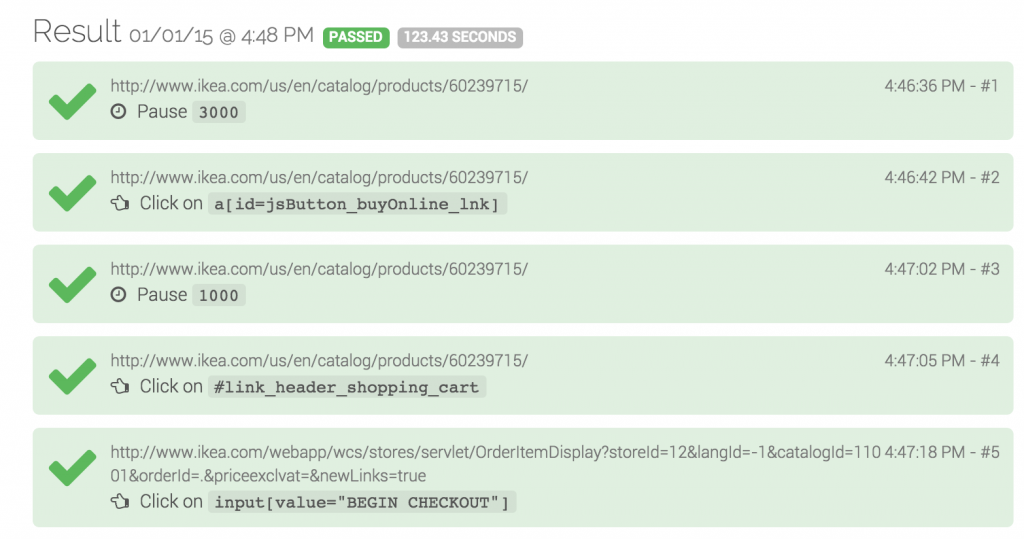 Result 01/01/15 @ 4:48 PM PASSED 123.43 SECONDS
http://www.ikea.com/us/en/catalog/products/60239715/ 4:46:36 PM - #1
Pause 3000
http://www.ikea.com/us/en/catalog/products/60239715/ 4:46:42 PM - #2
Click on a[id=jsButton_buyOnline_lnk]
http://www.ikea.com/us/en/catalog/products/60239715/ 4:47:02 PM - #3
Pause 1000
http://www.ikea.com/us/en/catalog/products/60239715/ 4:47:05 PM - #4
Click on #link_header_shopping_cart
http://www.ikea.com/webapp/wcs/stores/servlet/OrderItemDisplay?storeId=12&langId=-1&catalogId=110 4:47:18 PM - #5
01&orderId=.&priceexclvat=&newLinks=true
Click on input[value="BEGIN CHECKOUT"]